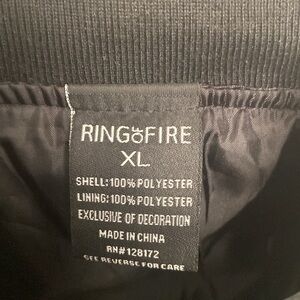 RING OF FIRE
XL
SHELL: 100% POLYESTER
LINING: 100% POLYESTER
EXCLUSIVE OF DECORATION
MADE IN CHINA
RN#128172
SEE REVERSE FOR CARE